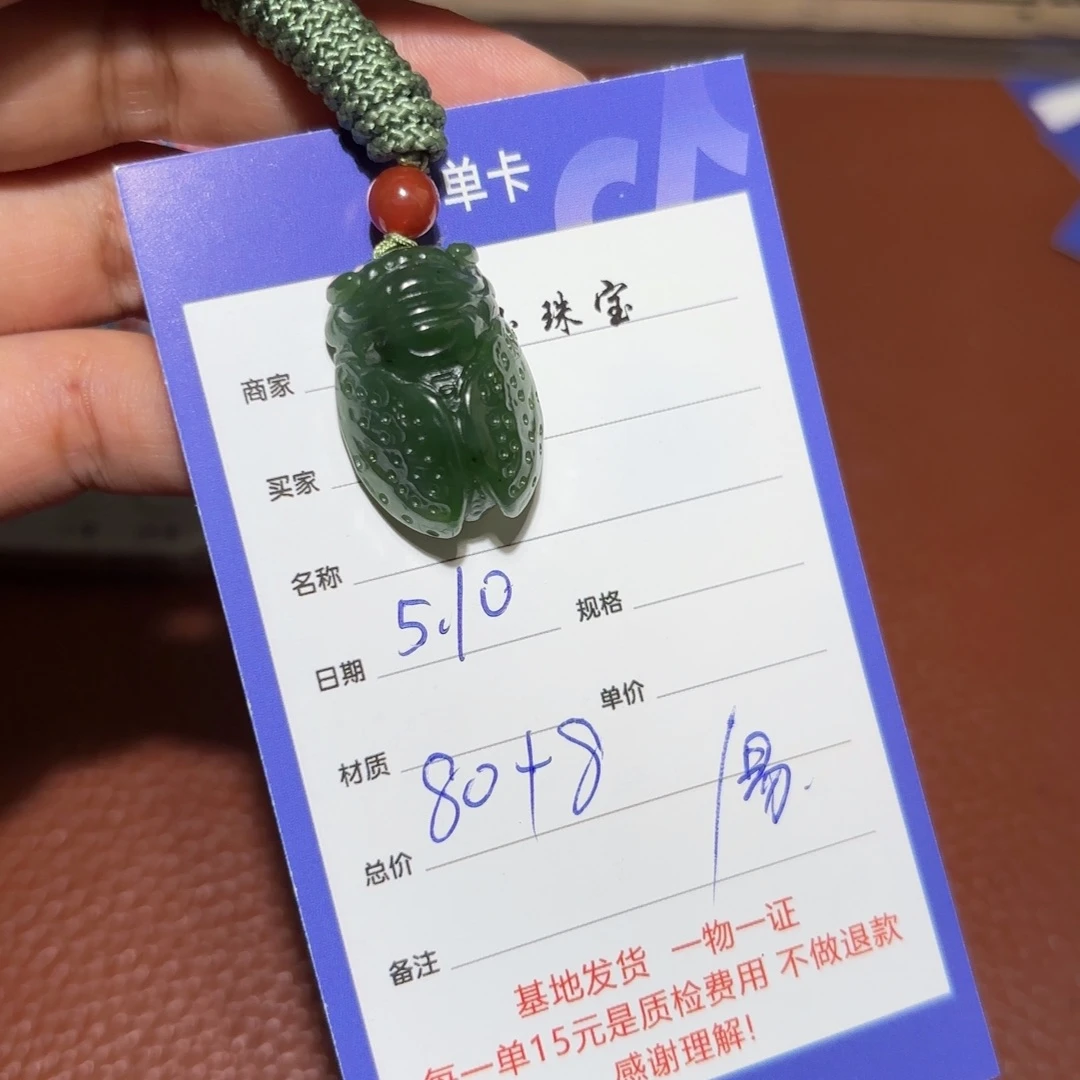 单卡
珠宝
商家
买家
名称
日期 5.10 规格
材质 单价
总价 80+8 /易.
备注
基地发货 一物一证
每一单15元是质检费用 不做退款
感谢理解!